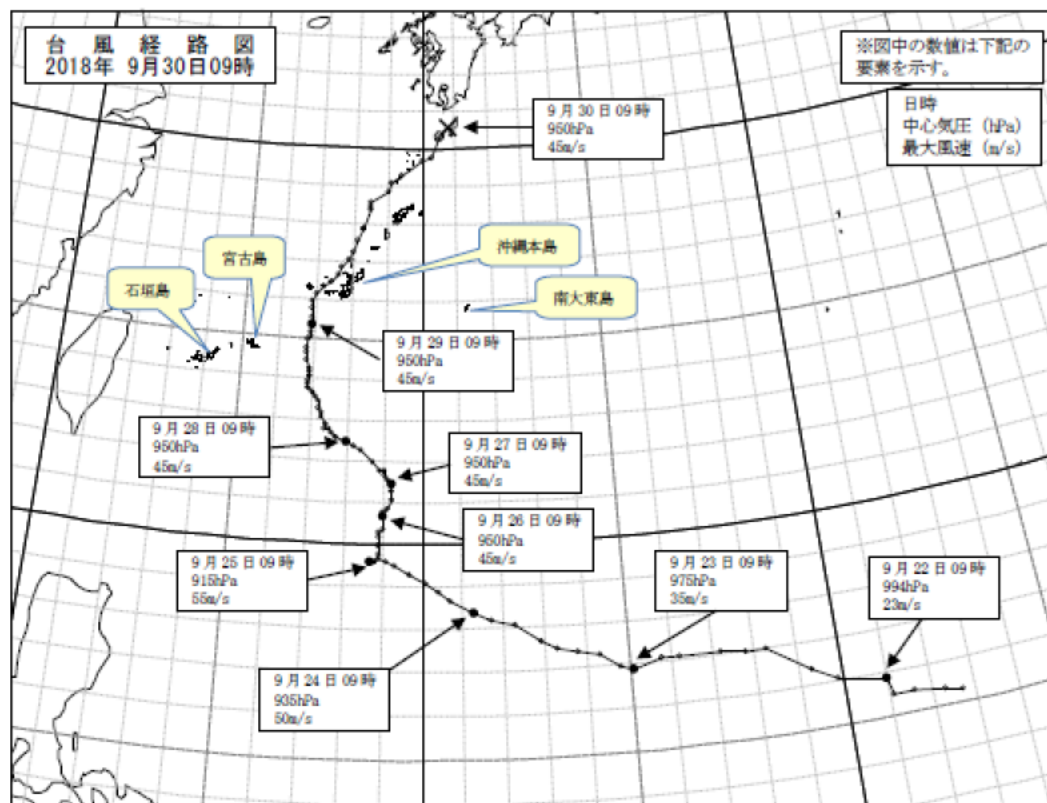 台風経路図
2018年 9月30日09時
※図中の数値は下記の
要素を示す。
日時
中心気圧 (hPa)
最大風速 (m/s)
9月30日09時
950hPa
45m/s
沖縄本島
宮古島
石垣島
南大東島
9月29日09時
950hPa
45m/s
9月28日09時
950hPa
45m/s
9月27日09時
950hPa
45m/s
9月26日09時
950hPa
45m/s
9月25日09時
915hPa
55m/s
9月23日09時
975hPa
35m/s
9月22日09時
994hPa
23m/s
9月24日09時
935hPa
50m/s